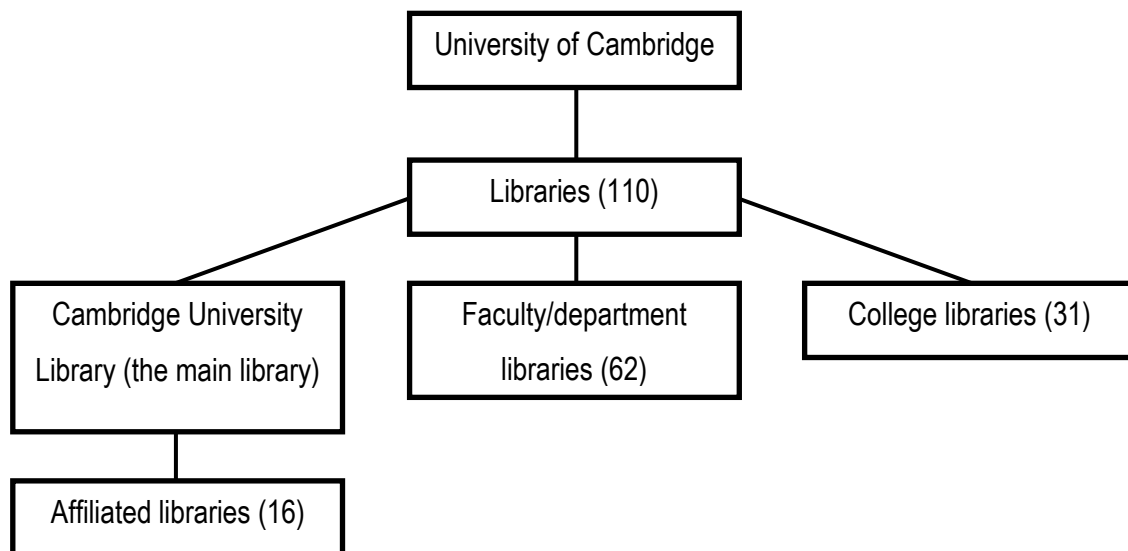 University of Cambridge
Libraries (110)
Cambridge University
Library (the main library)
Faculty/department
libraries (62)
College libraries (31)
Affiliated libraries (16)